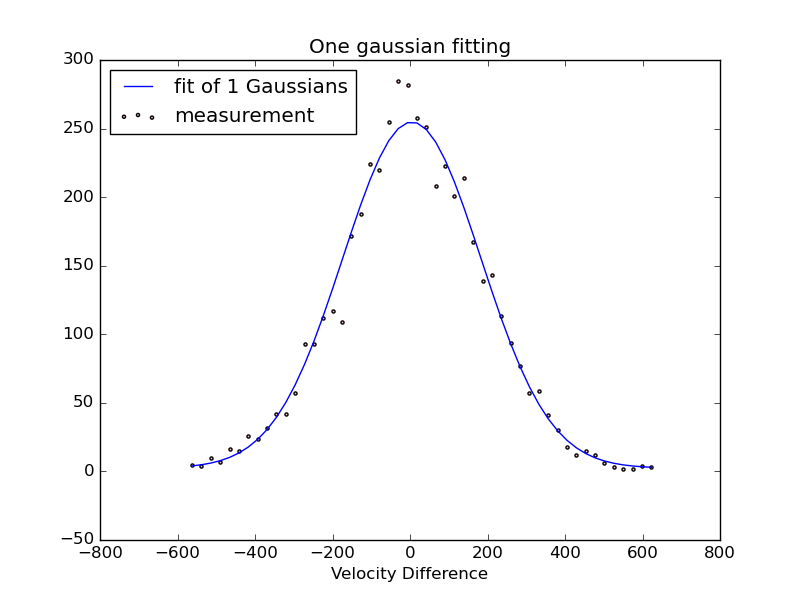 One gaussian fitting
fit of 1 Gaussians
measurement
300
250
200
150
100
50
0
−50
−800 −600 −400 −200 0 200 400 600 800
Velocity Difference